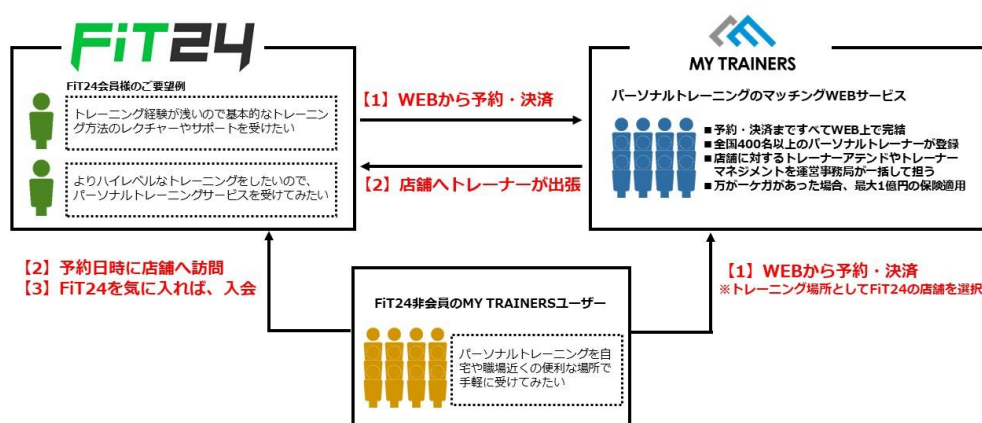 FiT24
FiT24会員様のご要望例
トレーニング経験が浅いので基本的なトレーニ
ング方法のレクチャーやサポートを受けたい
よりハイレベルなトレーニングをしたいので、
パーソナルトレーニングサービスを受けてみたい
【1】WEBから予約・決済
【2】店舗へトレーナーが出張
MY TRAINERS
パーソナルトレーニングのマッチングWEBサービス
■予約・決済まですべてWEB上で完結
■全国400名以上のパーソナルトレーナーが登録
■店舗に対するトレーナーアテンドやトレーナー
マネジメントを運営事務局が一括して担う
■万が一ケガがあった場合、最大1億円の保険適用
【2】予約日時に店舗へ訪問
【3】FiT24を気に入れば、入会
FiT24非会員のMY TRAINERSユーザー
パーソナルトレーニングを自
宅や職場近くの便利な場所で
手軽に受けてみたい
【1】WEBから予約・決済
※トレーニング場所としてFiT24の店舗を選択